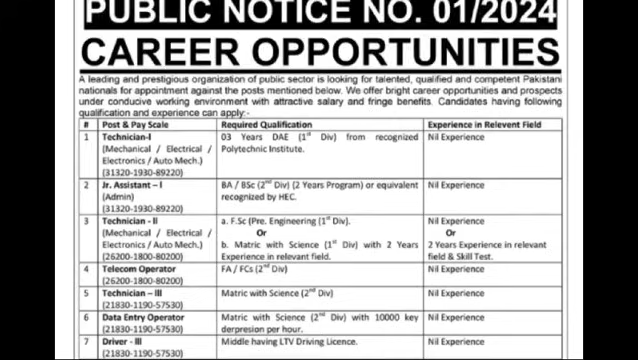 PUBLIC NOTICE NO. 01/2024
CAREER OPPORTUNITIES
A leading and prestigious organization of public sector is looking for talented, qualified and competent Pakistani
nationals for appointment against the posts mentioned below. We offer bright career opportunities and prospects
under conducive working environment with attractive salary and fringe benefits. Candidates having following
qualification and experience can apply:-
# Post & Pay Scale Required Qualification Experience in Relevent Field
1 Technician-I 03 Years DAE (1st Div) from recognized Nil Experience
(Mechanical / Electrical / Polytechnic Institute.
Electronics / Auto Mech.)
(31320-1930-89220)
2 Jr. Assistant – I BA / BSc (2nd Div) (2 Years Program) or equivalent Nil Experience
(Admin) recognized by HEC.
(31320-1930-89220)
3 Technician - II a. F.Sc (Pre. Engineering (1st Div). Nil Experience
(Mechanical / Electrical / Or Or
Electronics / Auto Mech.) b. Matric with Science (1st Div) with 2 Years 2 Years Experience in relevant
(26200-1800-80200) Experience in relevant field. field & Skill Test.
4 Telecom Operator FA / FCs (2nd Div) Nil Experience
(26200-1800-80200)
5 Technician – III Matric with Science (2nd Div) Nil Experience
(21830-1190-57530)
6 Data Entry Operator Matric with Science (2nd Div) with 10000 key Nil Experience
(21830-1190-57530) derpresion per hour.
7 Driver - III Middle having LTV Driving Licence. Nil Experience
(21830-1190-57530)